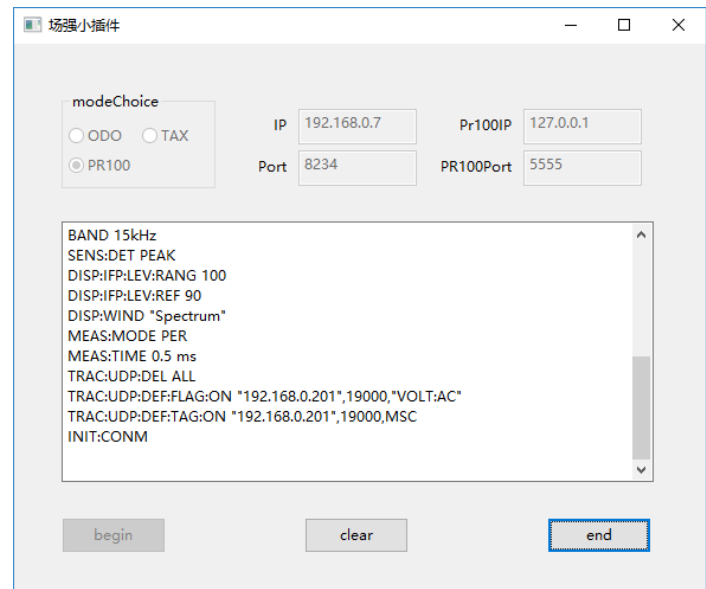 场强小插件
modeChoice
ODO TAX
PR100
IP 192.168.0.7 Pr100IP 127.0.0.1
Port 8234 PR100Port 5555
BAND 15kHz
SENS:DET PEAK
DISP:IFP:LEV:RANG 100
DISP:IFP:LEV:REF 90
DISP:WIND "Spectrum"
MEAS:MODE PER
MEAS:TIME 0.5 ms
TRAC:UDP:DEL ALL
TRAC:UDP:DEF:FLAG:ON "192.168.0.201",19000,"VOLT:AC"
TRAC:UDP:DEF:TAG:ON "192.168.0.201",19000,MSC
INIT:CONM
begin clear end